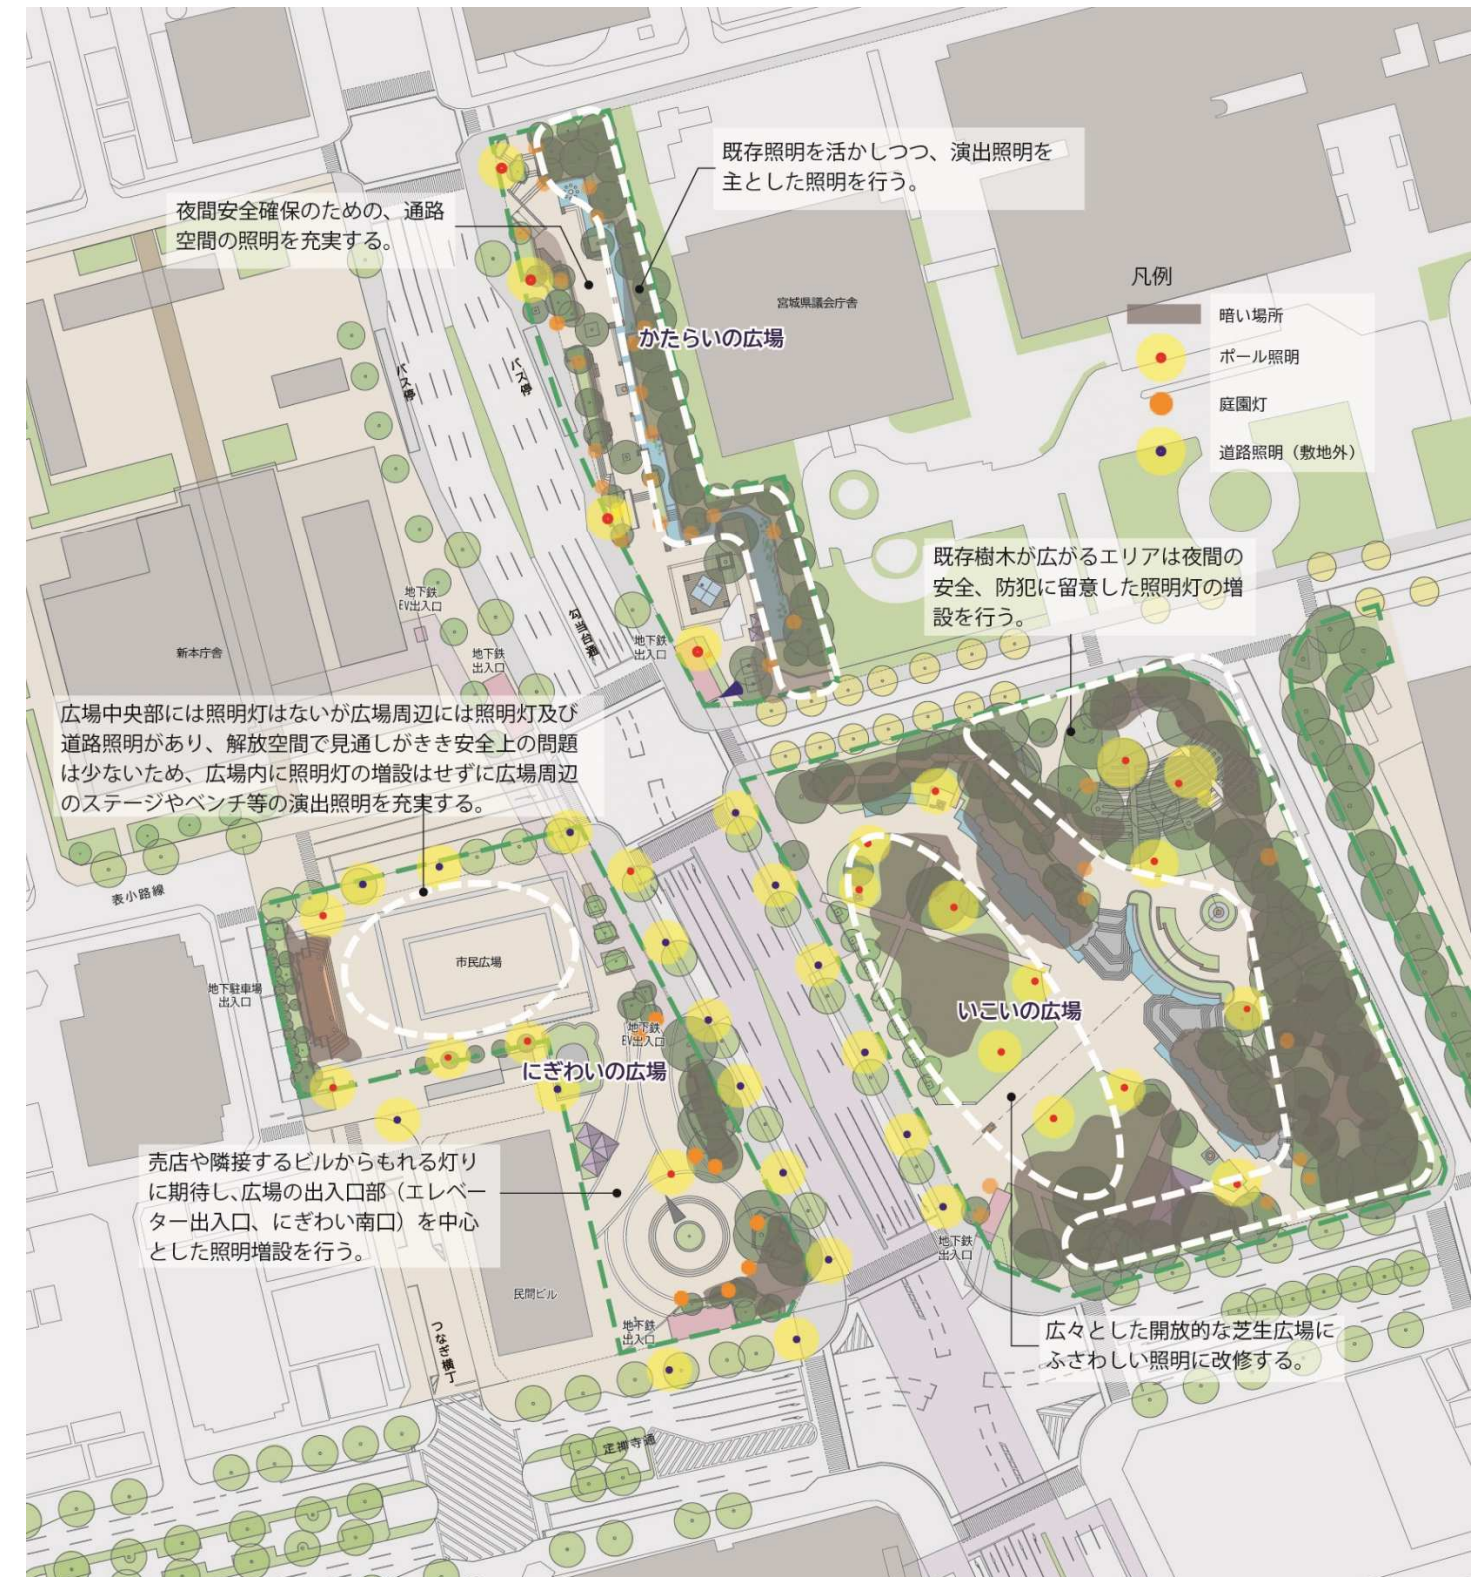 既存照明を活かしつつ、演出照明を
主とした照明を行う。
夜間安全確保のための、通路
空間の照明を充実する。
凡例
暗い場所
ポール照明
庭園灯
道路照明（敷地外）
宮城県議会庁舎
かたらいの広場
バス停
バス停
既存樹木が広がるエリアは夜間の
安全、防犯に留意した照明灯の増
設を行う。
地下鉄
EV出入口
勾当台通
地下鉄
出入口
地下鉄
出入口
新本庁舎
広場中央部には照明灯はないが広場周辺には照明灯及び
道路照明があり、解放空間で見通しがきき安全上の問題
は少ないため、広場内に照明灯の増設はせずに広場周辺
のステージやベンチ等の演出照明を充実する。
表小路線
市民広場
地下駐車場
出入口
いこいの広場
地下鉄
EV出入口
にぎわいの広場
売店や隣接するビルからもれる灯り
に期待し、広場の出入口部（エレベー
ター出入口、にぎわい南口）を中心
とした照明増設を行う。
地下鉄
出入口
民間ビル
地下鉄
出入口
つなぎ横丁
広々とした開放的な芝生広場に
ふさわしい照明に改修する。
定禅寺通